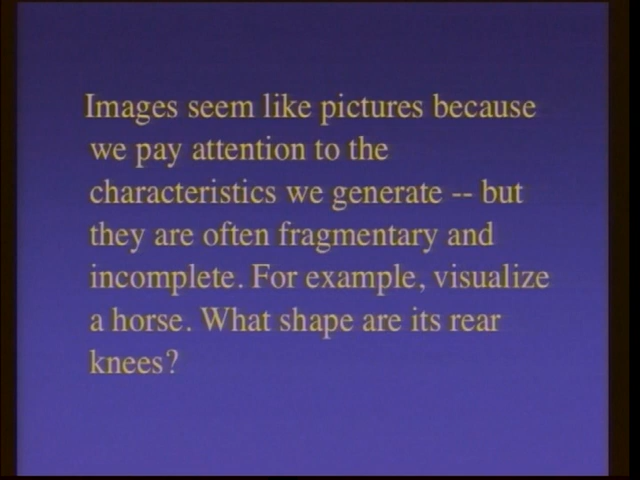 Images seem like pictures because
we pay attention to the
characteristics we generate -- but
they are often fragmentary and
incomplete. For example, visualize
a horse. What shape are its rear
knees?